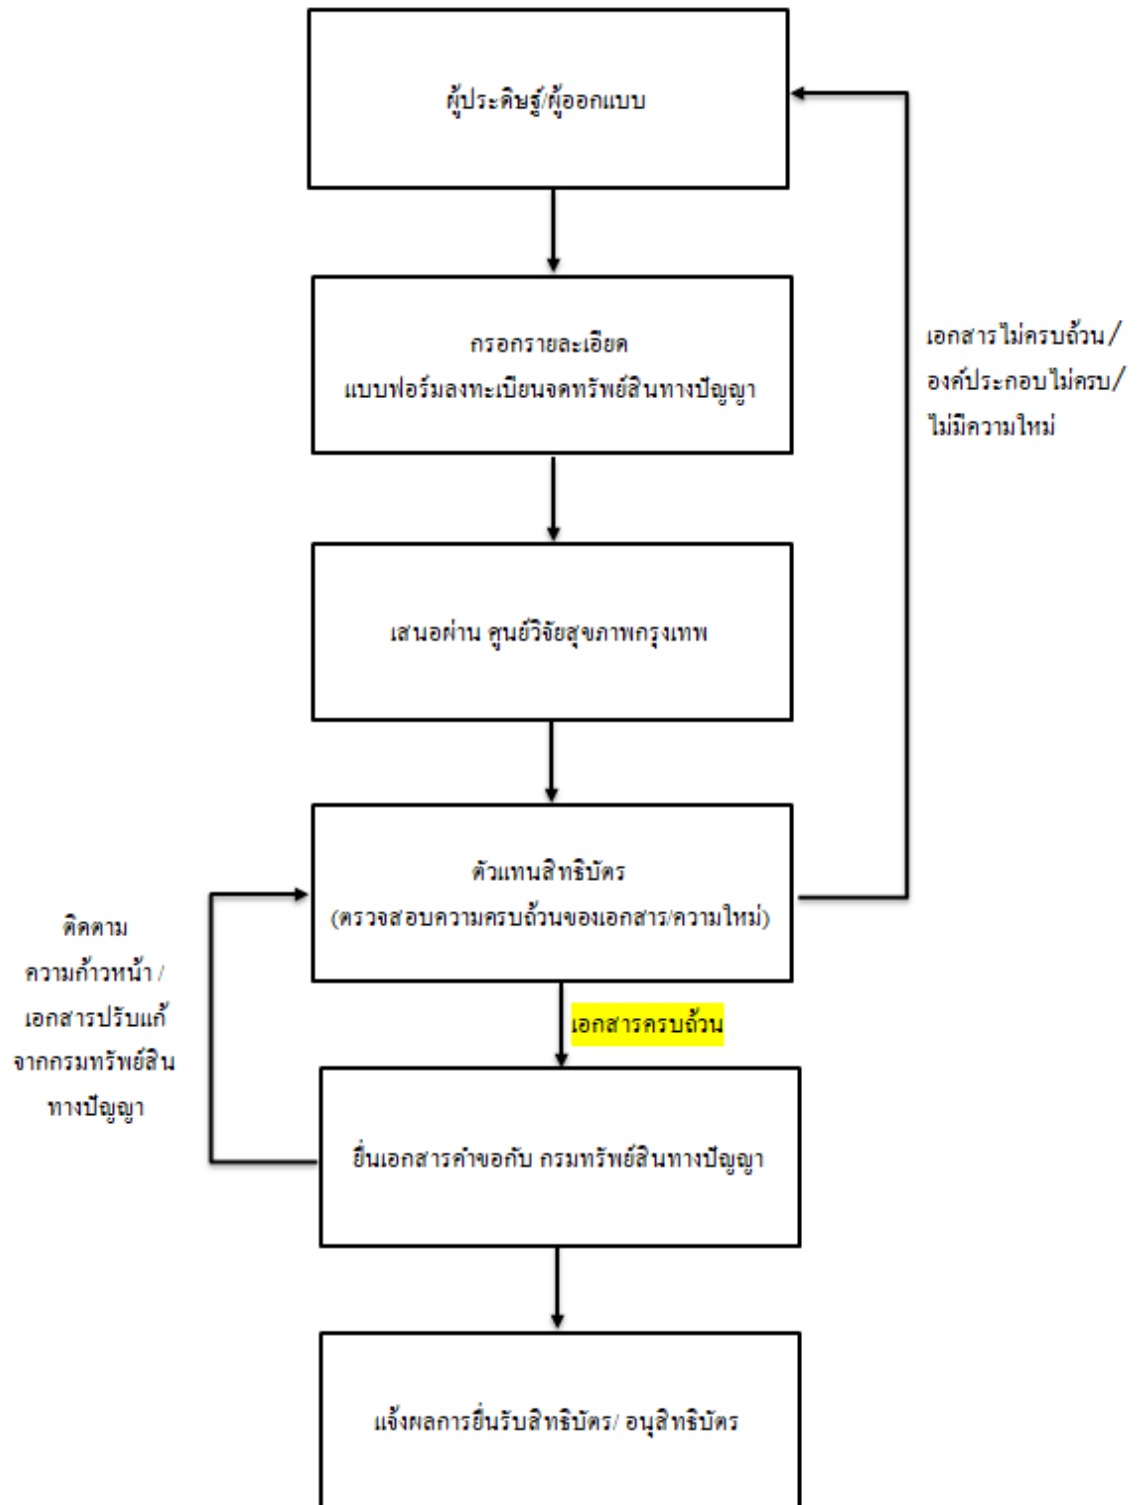 ผู้ประดิษฐ์/ผู้ออกแบบ
กรอกรายละเอียด
แบบฟอร์มลงทะเบียนจดทรัพย์สินทางปัญญา
เอกสารไม่ครบถ้วน/
องค์ประกอบไม่ครบ/
ไม่มีความใหม่
เสนอผ่าน ศูนย์วิจัยสุขภาพกรุงเทพ
ตัวแทนสิทธิบัตร
(ตรวจสอบความครบถ้วนของเอกสาร/ความใหม่)
ติดตาม
ความก้าวหน้า /
เอกสารปรับแก้
จากกรมทรัพย์สิน
ทางปัญญา
เอกสารครบถ้วน
ยื่นเอกสารคำขอกับ กรมทรัพย์สินทางปัญญา
แจ้งผลการยื่นรับสิทธิบัตร/ อนุสิทธิบัตร